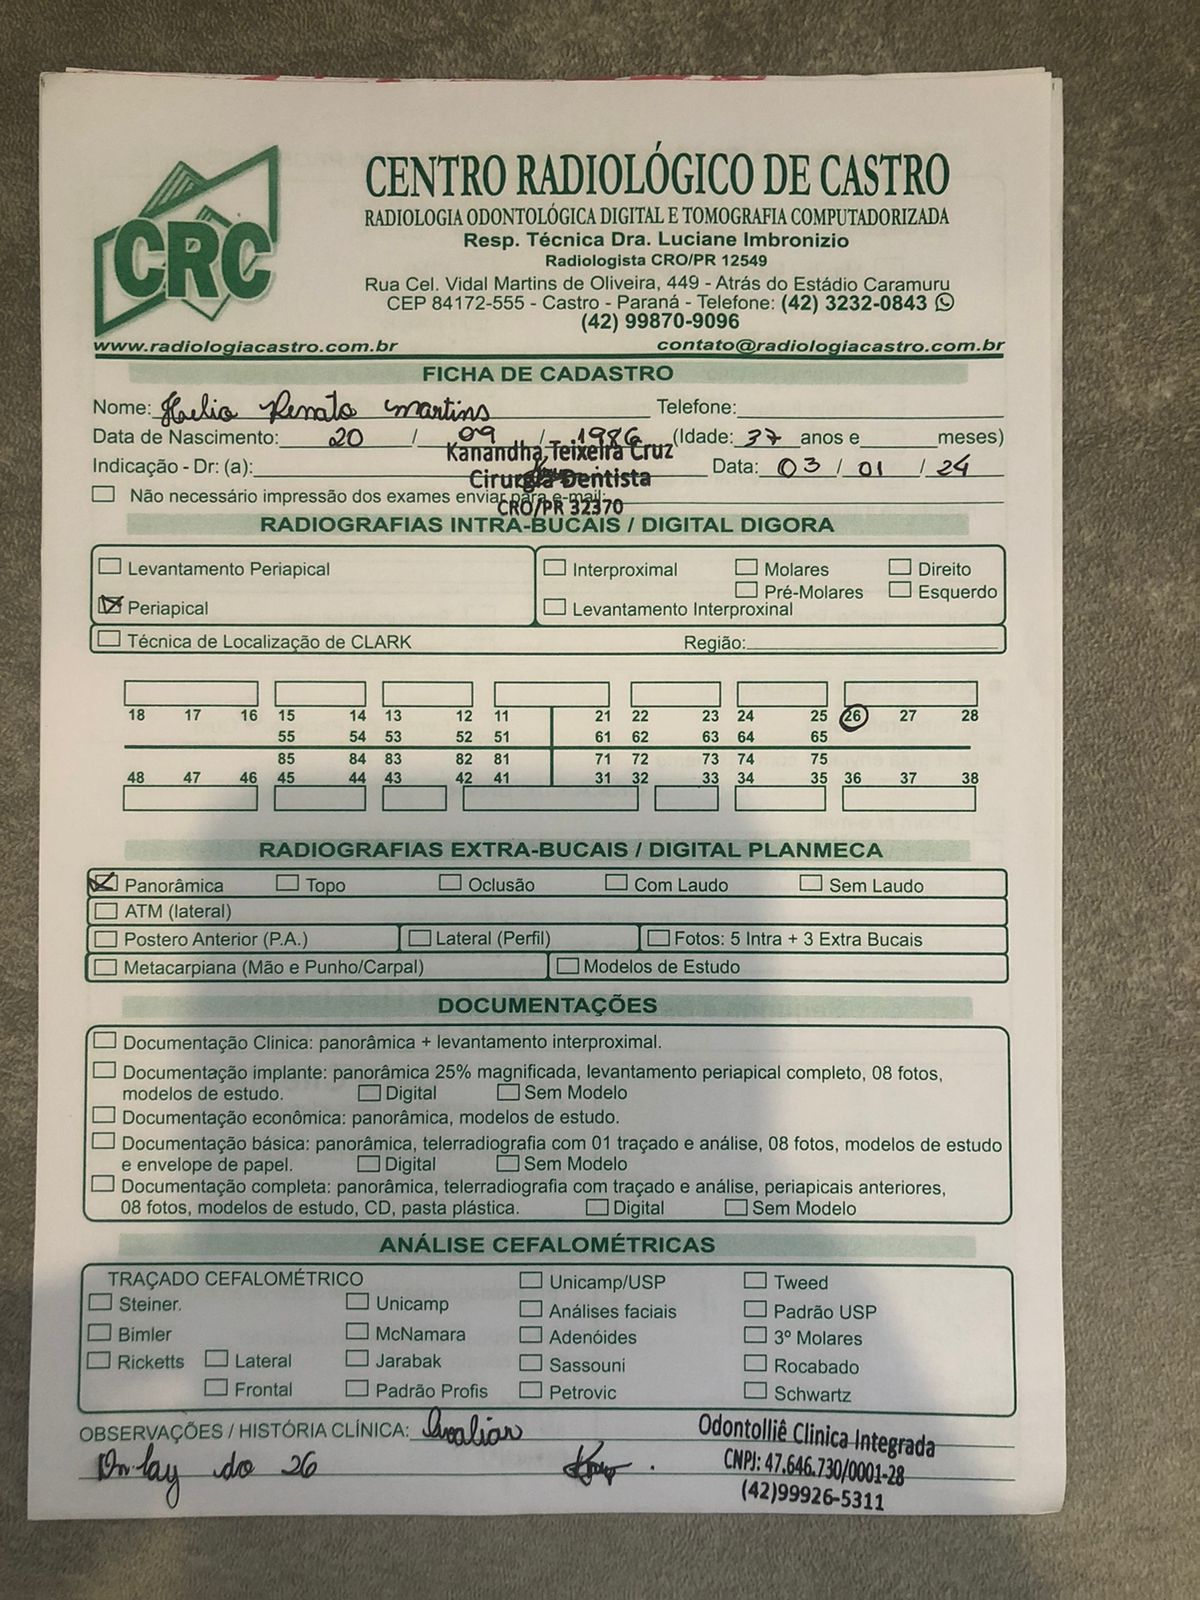 CRC
CENTRO RADIOLÓGICO DE CASTRO
RADIOLOGIA ODONTOLÓGICA DIGITAL E TOMOGRAFIA COMPUTADORIZADA
Resp. Técnica Dra. Luciane Imbronizio
Radiologista CRO/PR 12549
Rua Cel. Vidal Martins de Oliveira, 449 - Atrás do Estádio Caramuru
CEP 84172-555 - Castro - Paraná - Telefone: (42) 3232-0843
(42) 99870-9096
www.radiologiacastro.com.br contato@radiologiacastro.com.br
FICHA DE CADASTRO
Nome: Helio Renato Martins Telefone:
Data de Nascimento: 20 / 09 / 1986 (Idade: 37 anos e meses)
Kanandha Teixeira Cruz
Indicação - Dr: (a): Data: 03 / 01 / 24
Cirurgiã Dentista
Não necessário impressão dos exames enviar para e-mail:
CRO/PR 32370
RADIOGRAFIAS INTRA-BUCAIS / DIGITAL DIGORA
Levantamento Periapical Interproximal Molares Direito
Pré-Molares Esquerdo
Periapical Levantamento Interproxinal
Técnica de Localização de CLARK Região:
18 17 16 15 14 13 12 11 21 22 23 24 25 26 27 28
55 54 53 52 51 61 62 63 64 65
85 84 83 82 81 71 72 73 74 75
48 47 46 45 44 43 42 41 31 32 33 34 35 36 37 38
RADIOGRAFIAS EXTRA-BUCAIS / DIGITAL PLANMECA
Panorâmica Topo Oclusão Com Laudo Sem Laudo
ATM (lateral)
Postero Anterior (P.A.) Lateral (Perfil) Fotos: 5 Intra + 3 Extra Bucais
Metacarpiana (Mão e Punho/Carpal) Modelos de Estudo
DOCUMENTAÇÕES
Documentação Clinica: panorâmica + levantamento interproximal.
Documentação implante: panorâmica 25% magnificada, levantamento periapical completo, 08 fotos,
modelos de estudo. Digital Sem Modelo
Documentação econômica: panorâmica, modelos de estudo.
Documentação básica: panorâmica, telerradiografia com 01 traçado e análise, 08 fotos, modelos de estudo
e envelope de papel. Digital Sem Modelo
Documentação completa: panorâmica, telerradiografia com traçado e análise, periapicais anteriores,
08 fotos, modelos de estudo, CD, pasta plástica. Digital Sem Modelo
ANÁLISE CEFALOMÉTRICAS
TRAÇADO CEFALOMÉTRICO Unicamp/USP Tweed
Steiner. Unicamp Análises faciais Padrão USP
Bimler McNamara Adenóides 3º Molares
Ricketts Lateral Jarabak Sassouni Rocabado
Frontal Padrão Profis Petrovic Schwartz
OBSERVAÇÕES / HISTÓRIA CLÍNICA: Avaliar
Onlay do 26
Odontolliê Clinica Integrada
CNPJ: 47.646.730/0001-28
(42)99926-5311